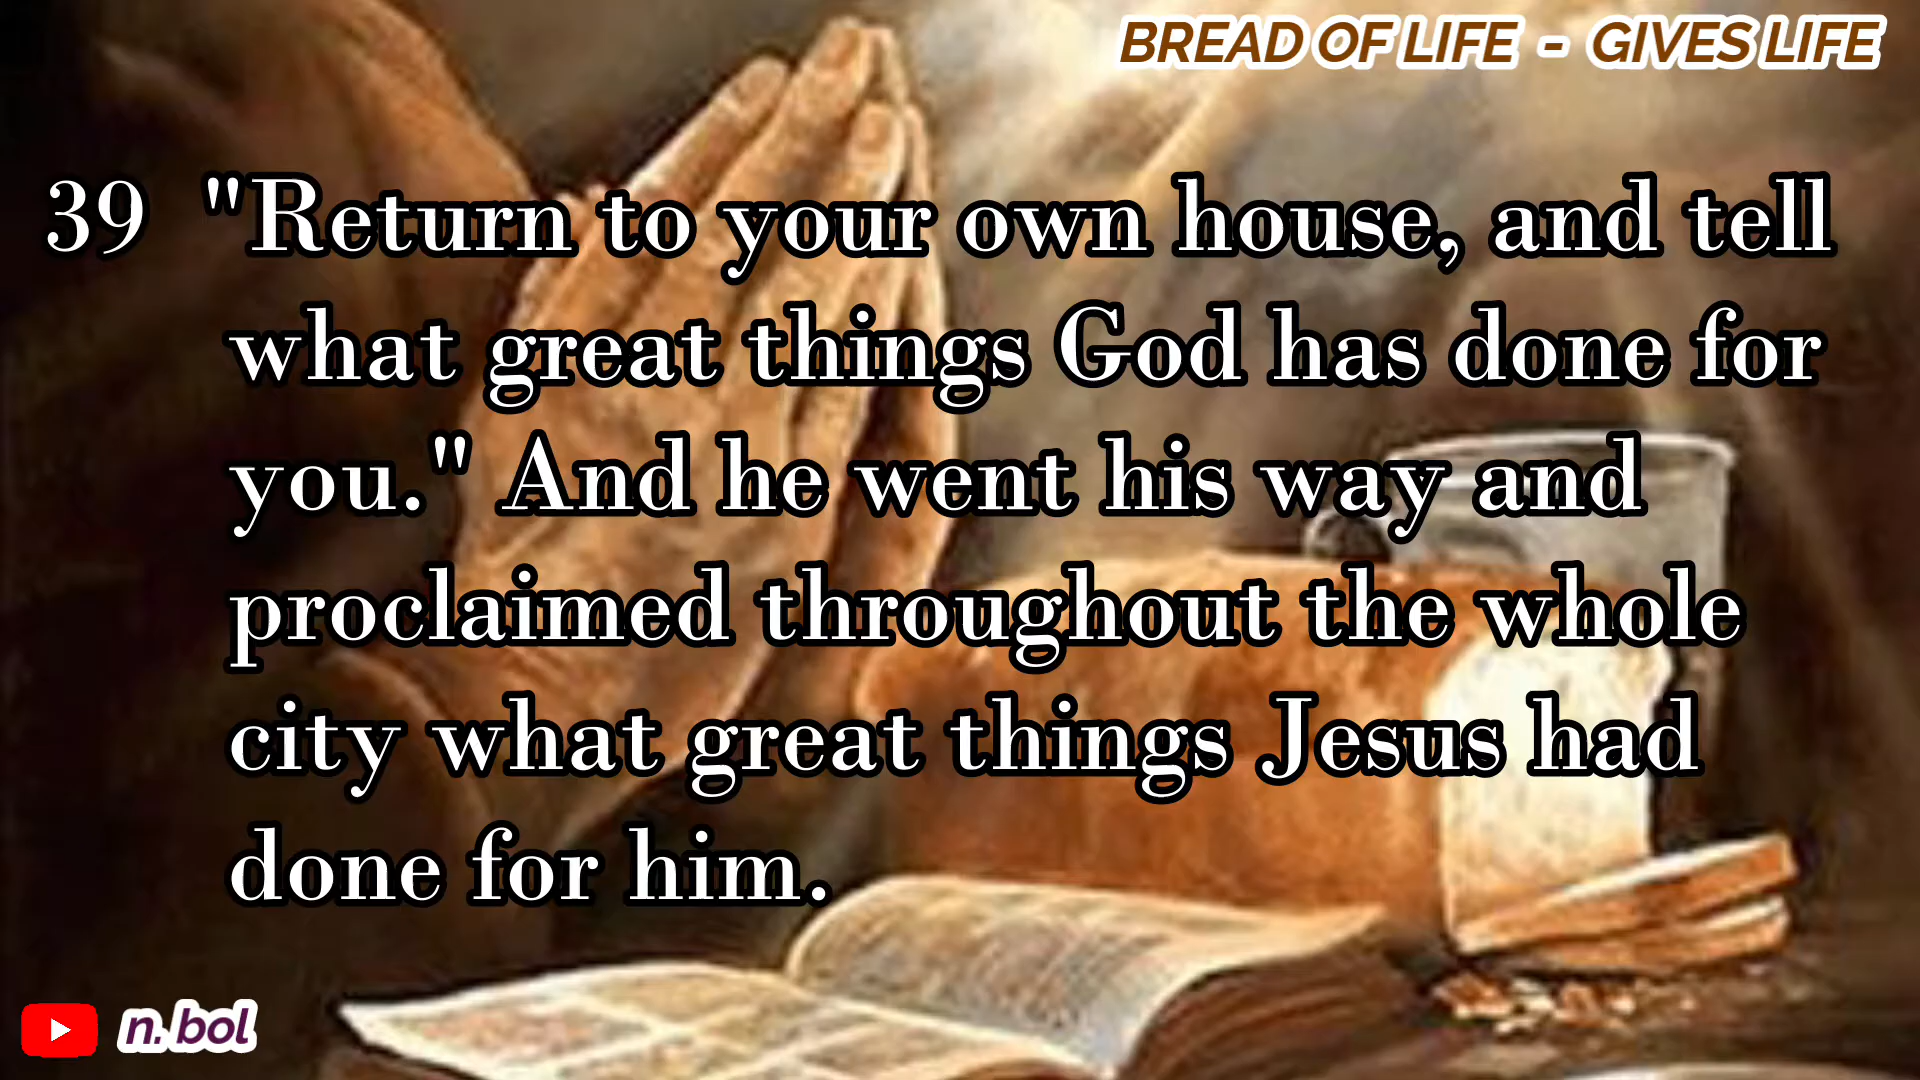 BREAD OF LIFE - GIVES LIFE
39 "Return to your own house, and tell
what great things God has done for
you." And he went his way and
proclaimed throughout the whole
city what great things Jesus had
done for him.
n. bol